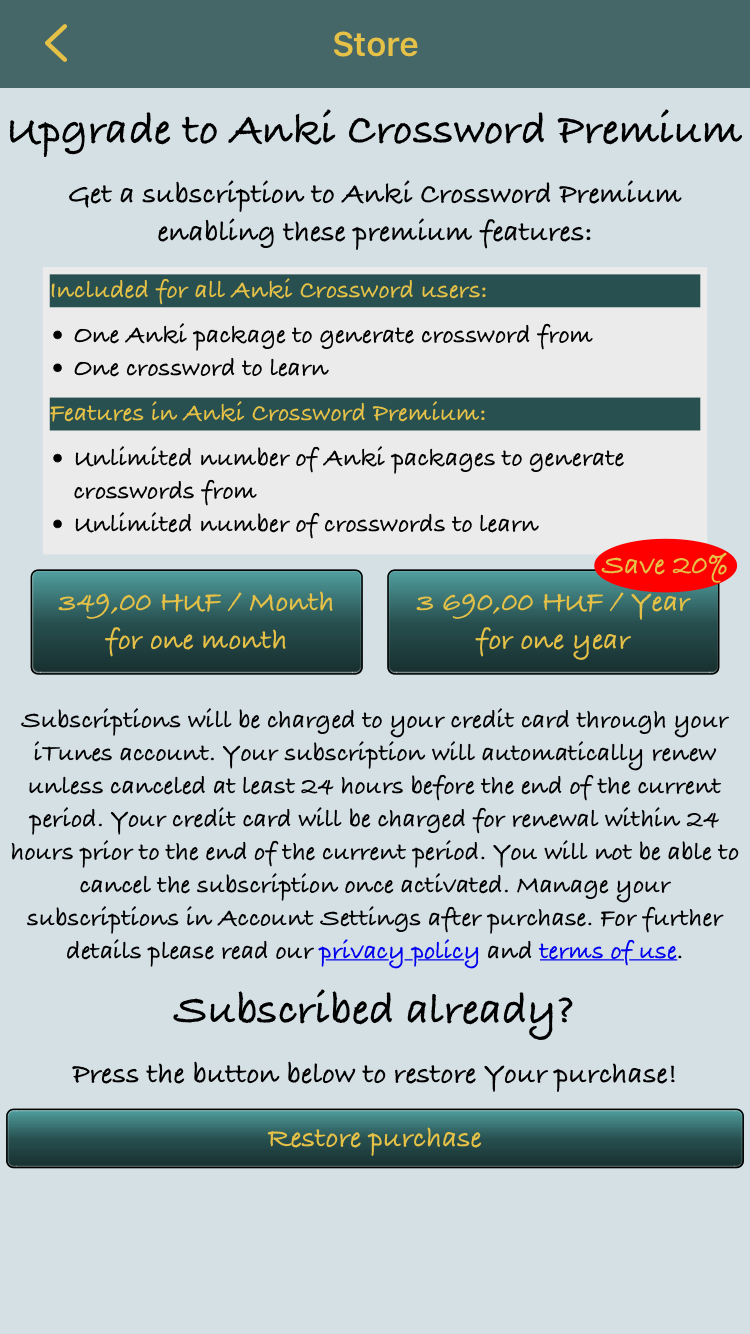 Store
Upgrade to Anki Crossword Premium
Get a subscription to Anki Crossword Premium
enabling these premium features:
Included for all Anki Crossword users:
• One Anki package to generate crossword from
• One crossword to learn
Features in Anki Crossword Premium:
• Unlimited number of Anki packages to generate
crosswords from
• Unlimited number of crosswords to learn
Save 20%
349,00 HUF / Month
for one month
3 690,00 HUF / Year
for one year
Subscriptions will be charged to your credit card through your
iTunes account. Your subscription will automatically renew
unless canceled at least 24 hours before the end of the current
period. Your credit card will be charged for renewal within 24
hours prior to the end of the current period. You will not be able to
cancel the subscription once activated. Manage your
subscriptions in Account Settings after purchase. For further
details please read our privacy policy and terms of use.
Subscribed already?
Press the button below to restore Your purchase!
Restore purchase